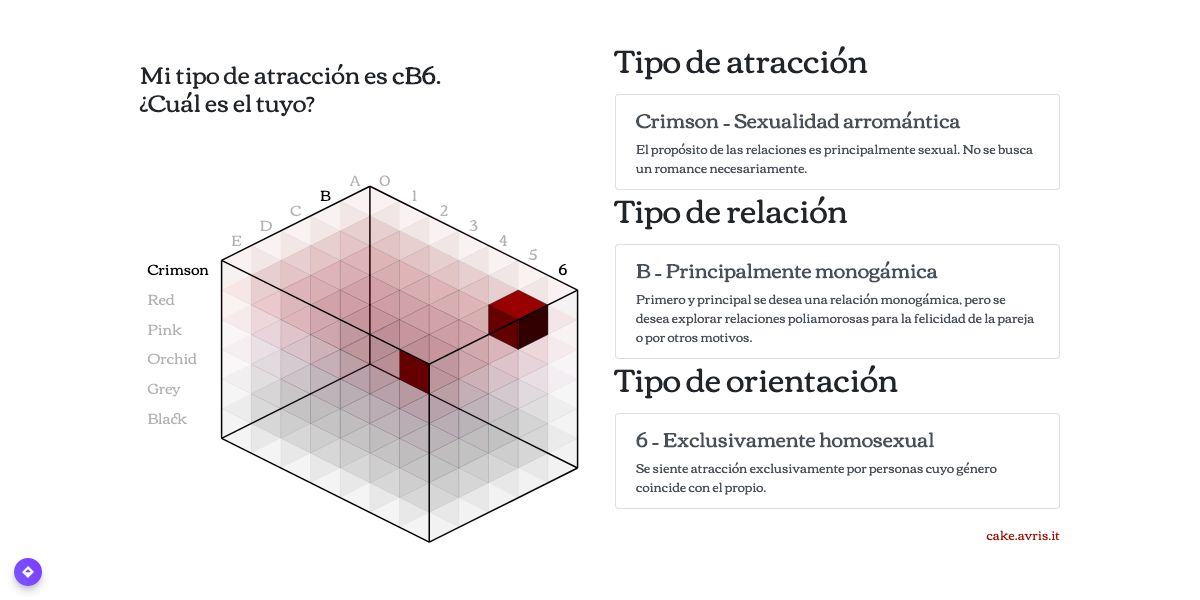 Mi tipo de atracción es cB6.
¿Cuál es el tuyo?
A O
B 1
C 2
D 3
E 4
5
6
Crimson
Red
Pink
Orchid
Grey
Black
Tipo de atracción
Crimson - Sexualidad arromántica
El propósito de las relaciones es principalmente sexual. No se busca
un romance necesariamente.
Tipo de relación
B - Principalmente monogámica
Primero y principal se desea una relación monogámica, pero se
desea explorar relaciones poliamorosas para la felicidad de la pareja
o por otros motivos.
Tipo de orientación
6 - Exclusivamente homosexual
Se siente atracción exclusivamente por personas cuyo género
coincide con el propio.
cake.avris.it